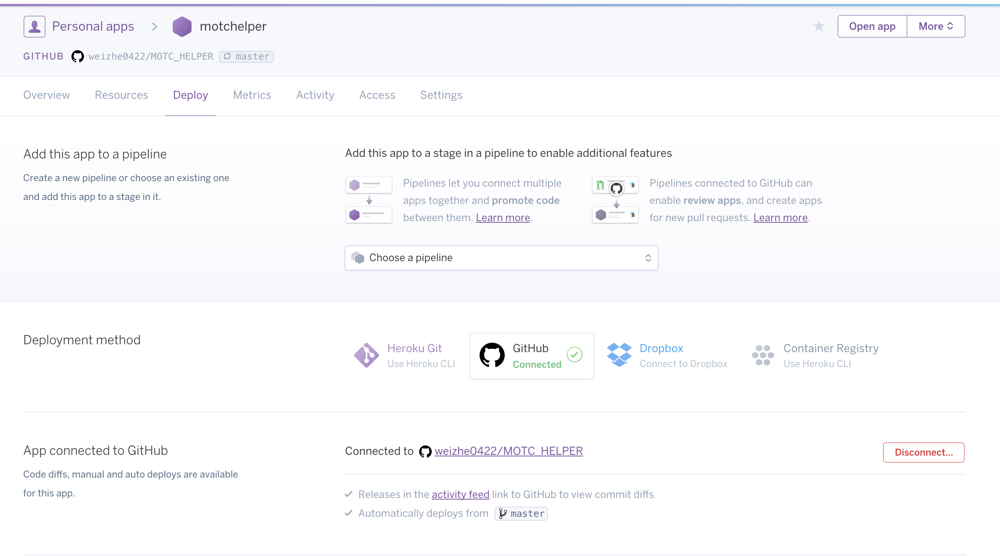 Personal apps > motchelper
Open app
More
GITHUB weizhe0422/MOTC_HELPER master
Overview
Resources
Deploy
Metrics
Activity
Access
Settings
Add this app to a pipeline
Create a new pipeline or choose an existing one
and add this app to a stage in it.
Add this app to a stage in a pipeline to enable additional features
Pipelines let you connect multiple
apps together and promote code
between them. Learn more.
Pipelines connected to GitHub can
enable review apps, and create apps
for new pull requests. Learn more.
Choose a pipeline
Deployment method
Heroku Git
Use Heroku CLI
GitHub
Connected
Dropbox
Connect to Dropbox
Container Registry
Use Heroku CLI
App connected to GitHub
Code diffs, manual and auto deploys are available
for this app.
Connected to weizhe0422/MOTC_HELPER
Disconnect...
Releases in the activity feed link to GitHub to view commit diffs
Automatically deploys from master